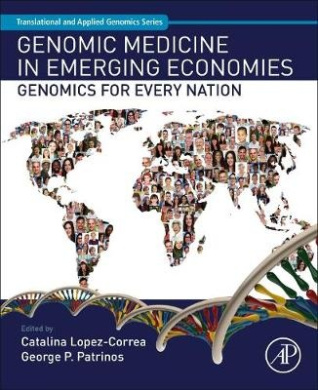 Translational and Applied Genomics Series
GENOMIC MEDICINE
IN EMERGING ECONOMIES
GENOMICS FOR EVERY NATION
Edited by
Catalina Lopez-Correa
George P. Patrinos
AP